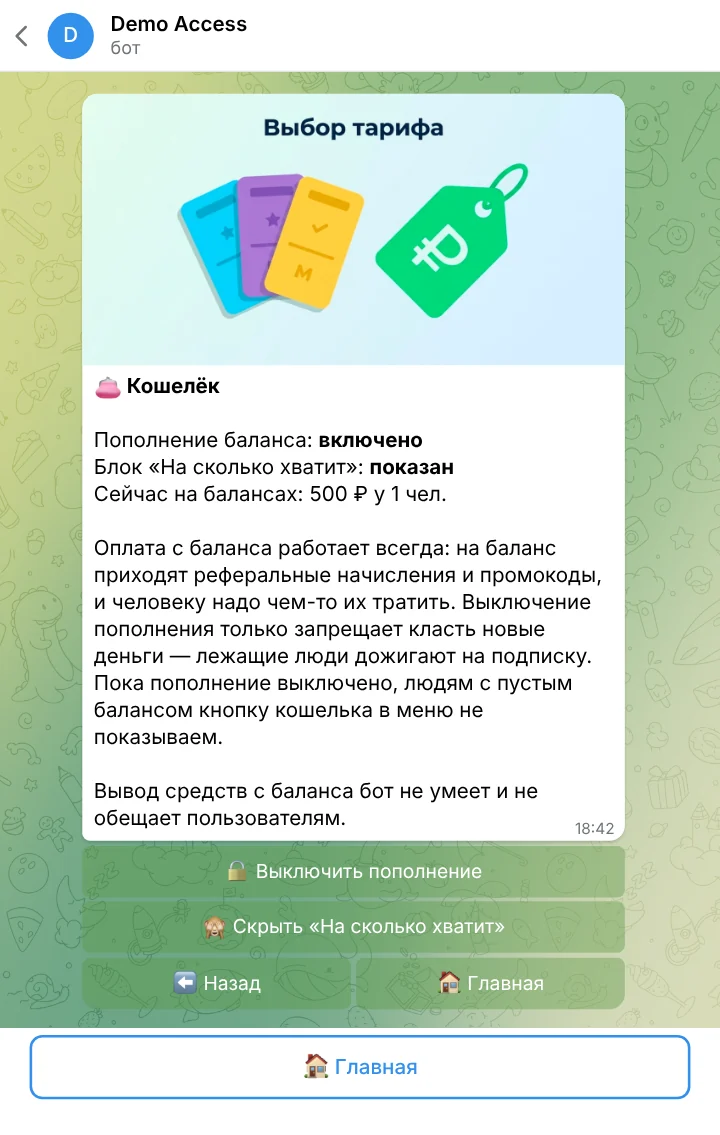 D
Demo Access
бот
Выбор тарифа
М
₽
👛 Кошелёк
Пополнение баланса: включено
Блок «На сколько хватит»: показан
Сейчас на балансах: 500 ₽ у 1 чел.
Оплата с баланса работает всегда: на баланс
приходят реферальные начисления и промокоды,
и человеку надо чем-то их тратить. Выключение
пополнения только запрещает класть новые
деньги — лежащие люди дожигают на подписку.
Пока пополнение выключено, людям с пустым
балансом кнопку кошелька в меню не
показываем.
Вывод средств с баланса бот не умеет и не
обещает пользователям.
18:42
🔒 Выключить пополнение
🙈 Скрыть «На сколько хватит»
⬅️ Назад
🏠 Главная
🏠 Главная